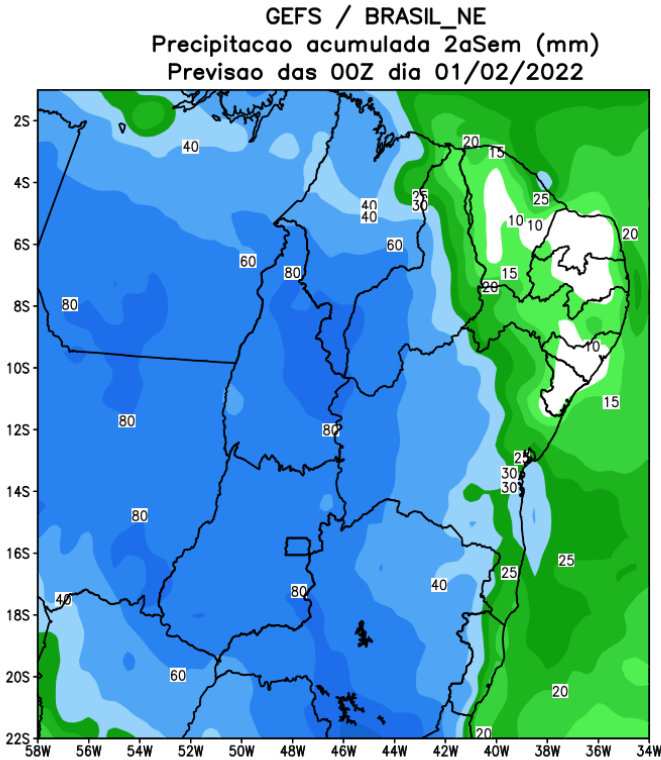 GEFS / BRASIL_NE
Precipitacao acumulada 2aSem (mm)
Previsao das 00Z dia 01/02/2022
2S
20
15
40
4S
25
25
30
40
40
10
10
20
6S
60
60
80
15
20
8S
80
10
10S
15
80
80
12S
25
30
30
14S
80
16S
25
25
40
80
40
18S
60
20S
20
20
22S
58W
56W
54W
52W
50W
48W
46W
44W
42W
40W
38W
36W
34W